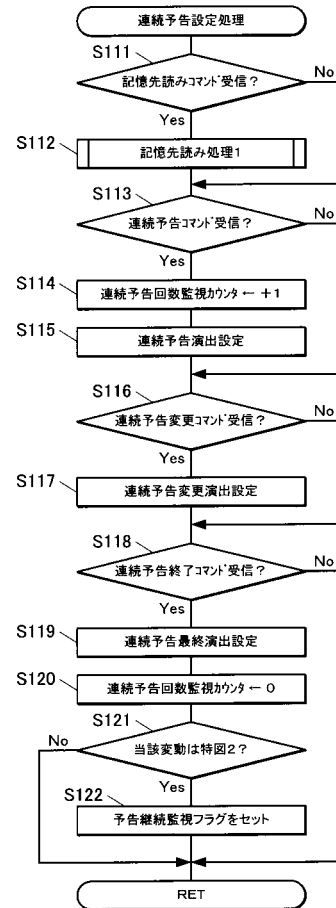 連続予告設定処理
S111
記憶先読みコマンド受信？
No
Yes
S112
記憶先読み処理1
S113
連続予告コマンド受信？
No
Yes
S114
連続予告回数監視カウンタ ← +1
S115
連続予告演出設定
S116
連続予告変更コマンド受信？
No
Yes
S117
連続予告変更演出設定
S118
連続予告終了コマンド受信？
No
Yes
S119
連続予告最終演出設定
S120
連続予告回数監視カウンタ ← 0
S121
No
当該変動は特図2？
Yes
S122
予告継続監視フラグをセット
RET